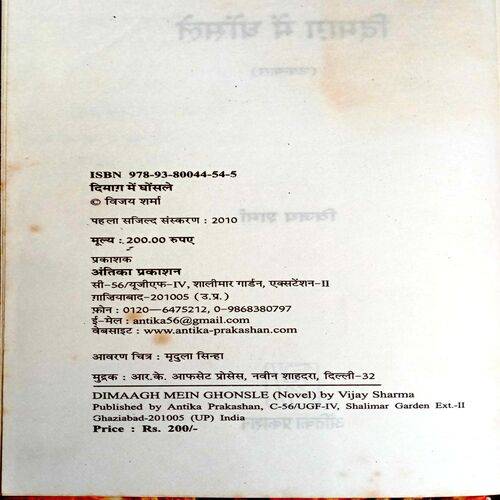 ISBN 978-93-80044-54-5
दिमाग़ में घोंसले
© विजय शर्मा
पहला सजिल्द संस्करण : 2010
मूल्य : 200.00 रुपए
प्रकाशक
अंतिका प्रकाशन
सी-56/यूजीएफ-IV, शालीमार गार्डन, एक्सटेंशन-II
ग़ाज़ियाबाद-201005 (उ.प्र.)
फ़ोन : 0120—6475212, 0-9868380797
ई-मेल : antika56@gmail.com
वेबसाइट : www.antika-prakashan.com
आवरण चित्र : मृदुला सिन्हा
मुद्रक : आर.के. आफसेट प्रोसेस, नवीन शाहदरा, दिल्ली-32
DIMAAGH MEIN GHONSLE (Novel) by Vijay Sharma
Published by Antika Prakashan, C-56/UGF-IV, Shalimar Garden Ext.-II
Ghaziabad-201005 (UP) India
Price : Rs. 200/-